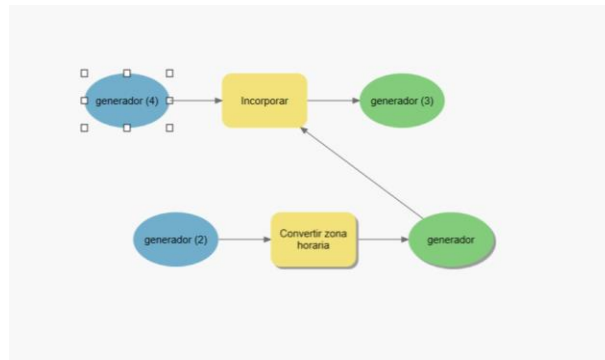 generador (4)
Incorporar
generador (3)
generador (2)
Convertir zona
horaria
generador